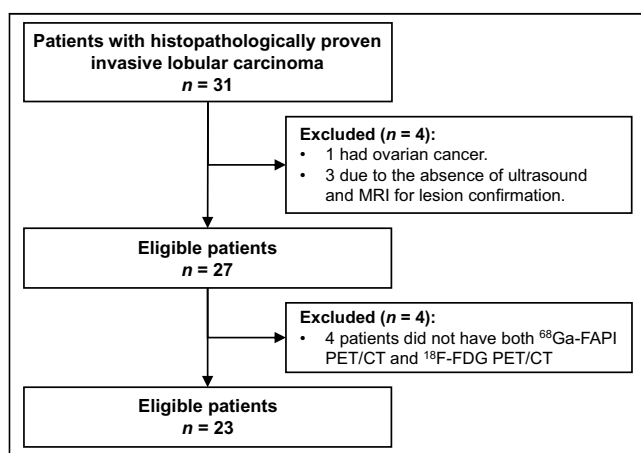 Patients with histopathologically proven
invasive lobular carcinoma
n = 31
Excluded (n = 4):
• 1 had ovarian cancer.
• 3 due to the absence of ultrasound
and MRI for lesion confirmation.
Eligible patients
n = 27
Excluded (n = 4):
• 4 patients did not have both ⁶⁸Ga-FAPI
PET/CT and ¹⁸F-FDG PET/CT
Eligible patients
n = 23